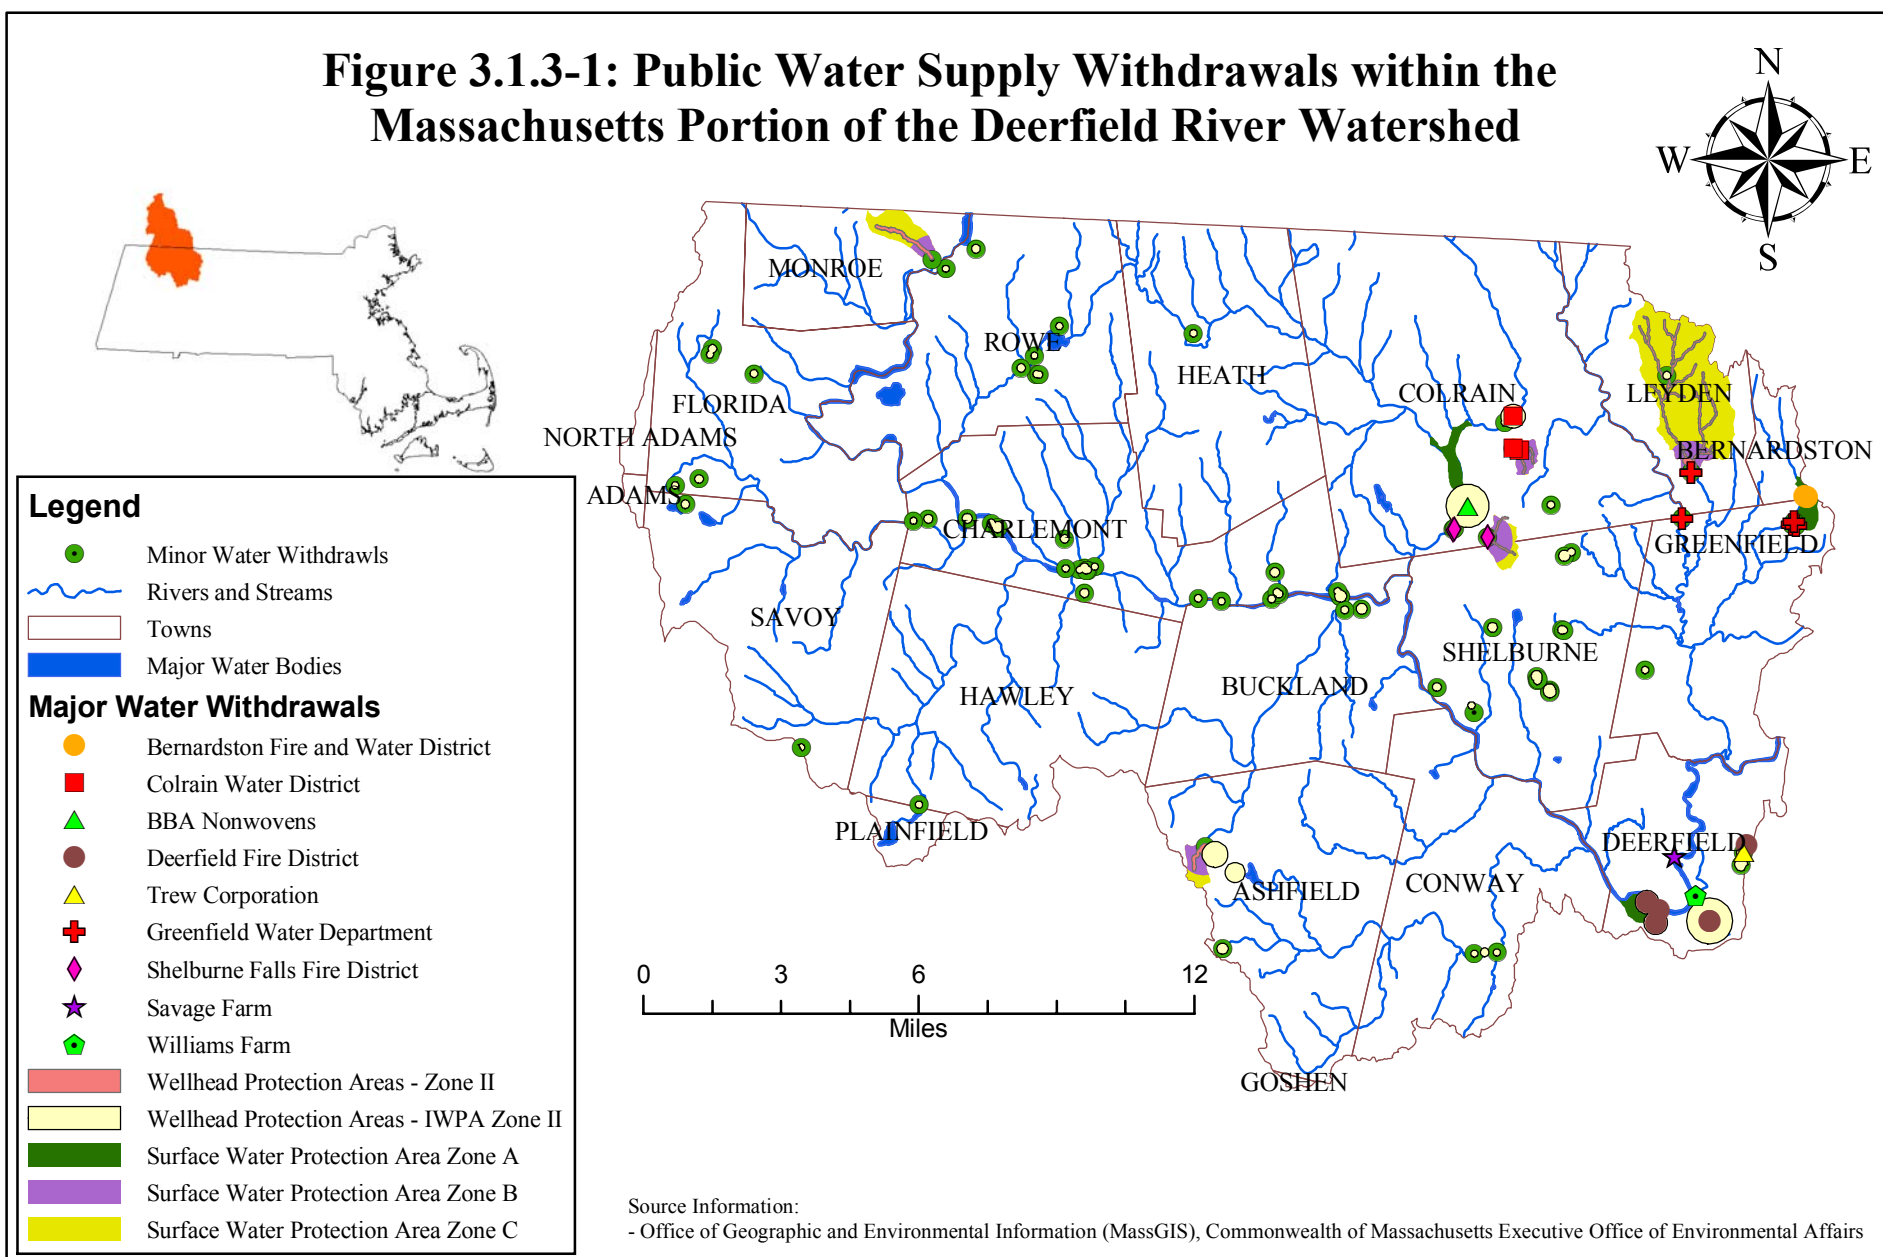 Figure 3.1.3-1: Public Water Supply Withdrawals within the
Massachusetts Portion of the Deerfield River Watershed
N
W
E
S
MONROE
ROWE
HEATH
COLRAIN
LEYDEN
FLORIDA
NORTH ADAMS
BERNARDSTON
ADAMS
CHARLEMONT
GREENFIELD
SAVOY
SHELBURNE
HAWLEY
BUCKLAND
PLAINFIELD
DEERFIELD
ASHFIELD
CONWAY
GOSHEN
0 3 6 12
Miles
Legend
Minor Water Withdrawls
Rivers and Streams
Towns
Major Water Bodies
Major Water Withdrawals
Bernardston Fire and Water District
Colrain Water District
BBA Nonwovens
Deerfield Fire District
Trew Corporation
Greenfield Water Department
Shelburne Falls Fire District
Savage Farm
Williams Farm
Wellhead Protection Areas - Zone II
Wellhead Protection Areas - IWPA Zone II
Surface Water Protection Area Zone A
Surface Water Protection Area Zone B
Surface Water Protection Area Zone C
Source Information:
- Office of Geographic and Environmental Information (MassGIS), Commonwealth of Massachusetts Executive Office of Environmental Affairs